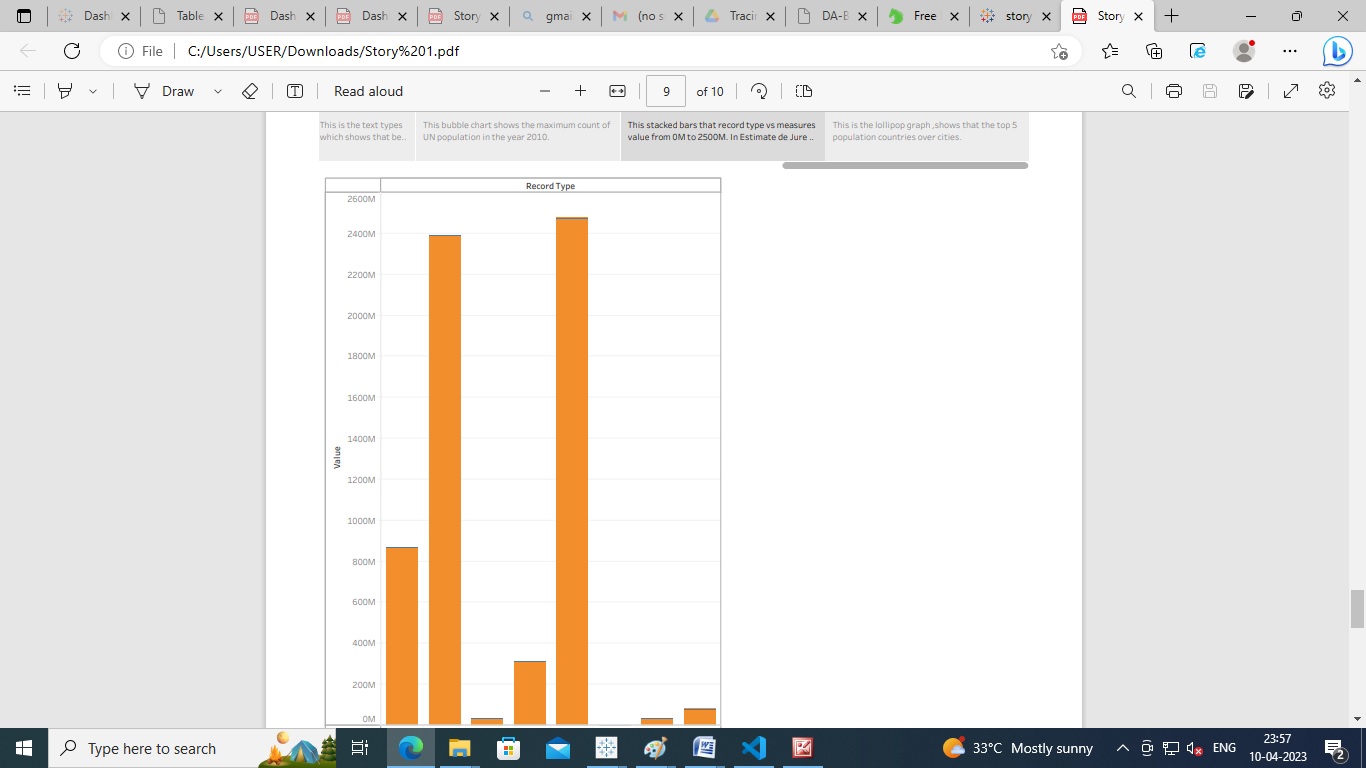 Dash
Table
Dash
Dash
Story
gmai
(no s
Traci
DA-B
Free
story
Story
File
C:/Users/USER/Downloads/Story%201.pdf
Draw
Read aloud
9
of 10
This is the text types
which shows that be..
This bubble chart shows the maximum count of
UN population in the year 2010.
This stacked bars that record type vs measures
value from 0M to 2500M. In Estimate de Jure ..
This is the lollipop graph ,shows that the top 5
population countries over cities.
Record Type
2600M
2400M
2200M
2000M
1800M
1600M
1400M
Value
1200M
1000M
800M
600M
400M
200M
0M
Type here to search
33°C Mostly sunny
ENG
23:57
10-04-2023
2